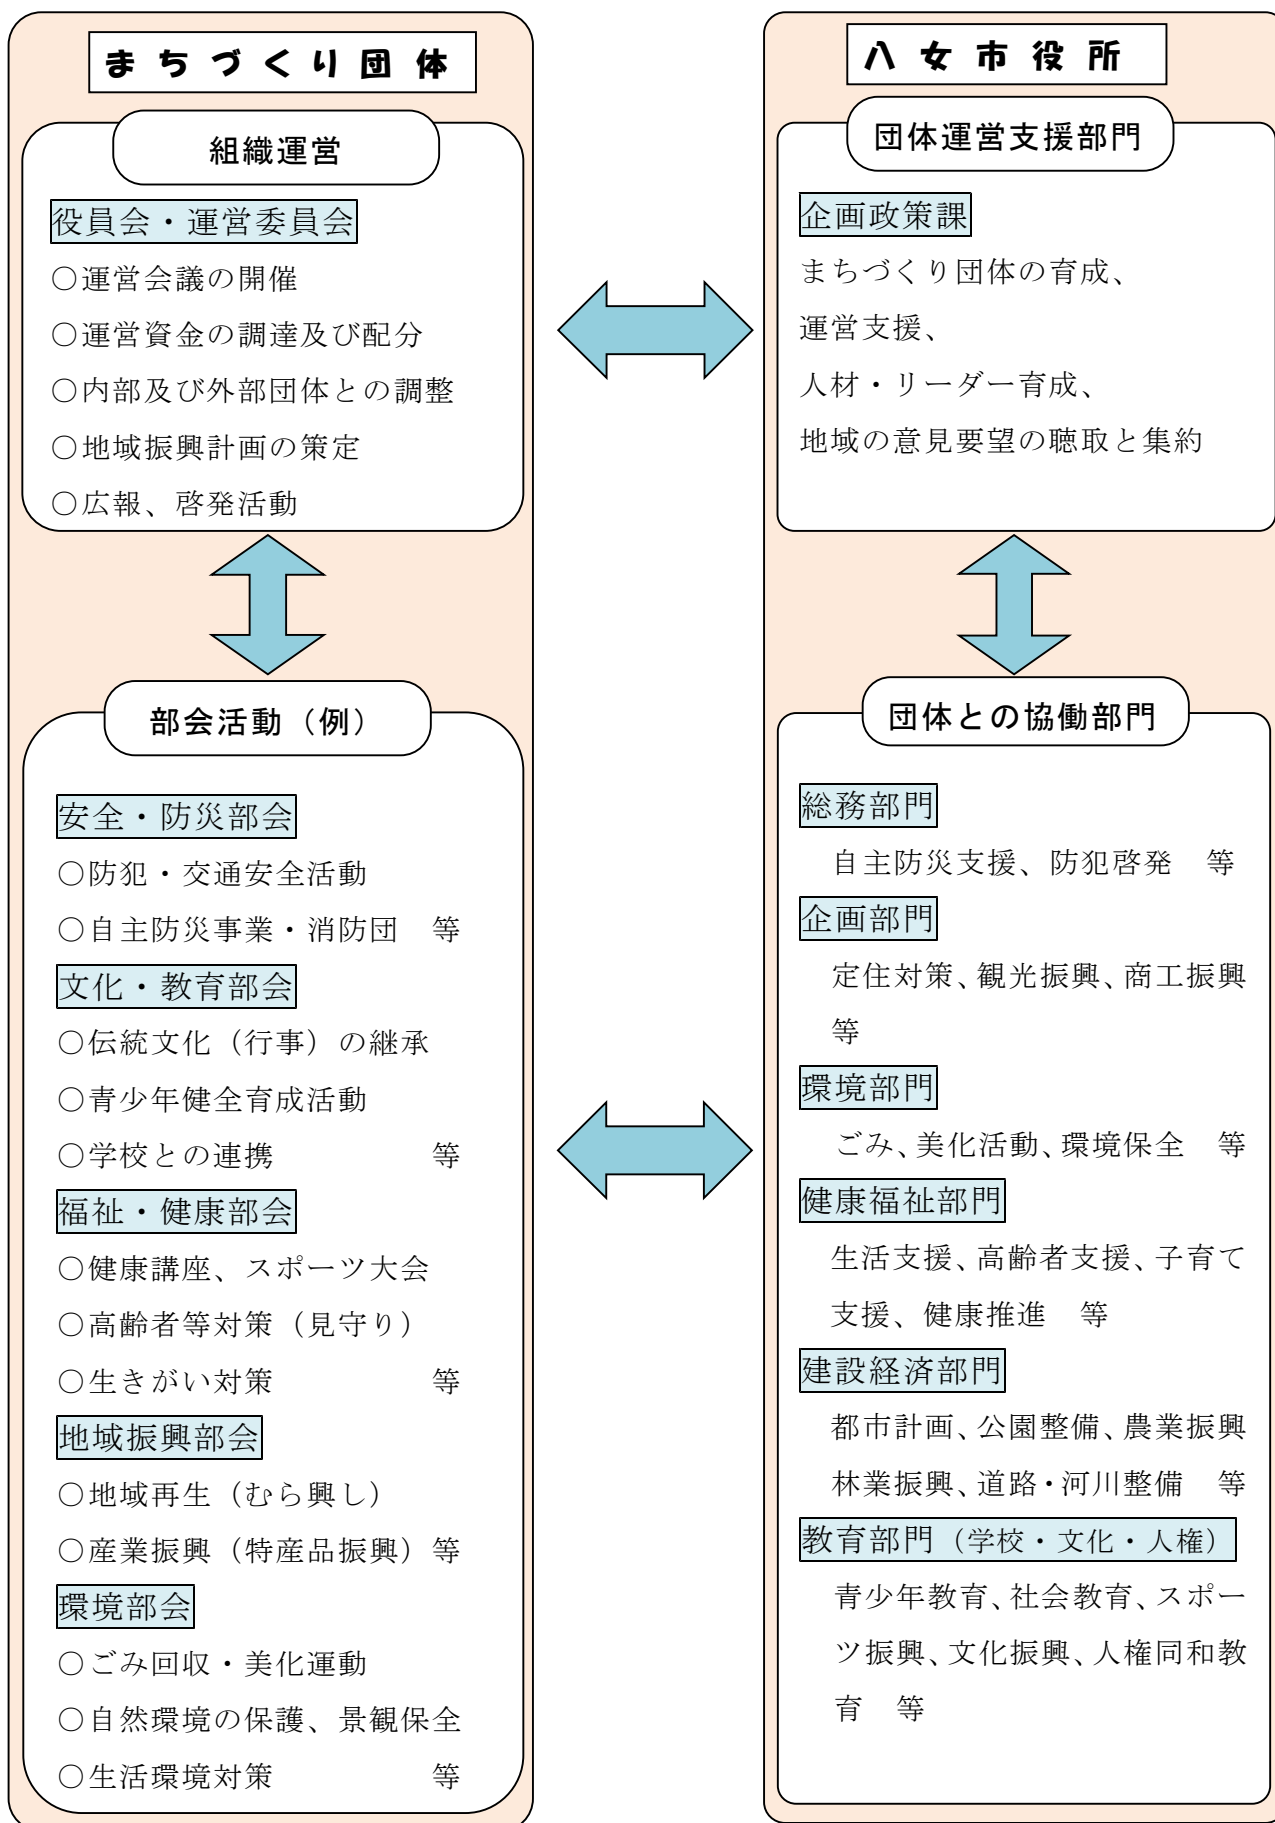 まちづくり団体
組織運営
役員会・運営委員会
○運営会議の開催
○運営資金の調達及び配分
○内部及び外部団体との調整
○地域振興計画の策定
○広報、啓発活動
部会活動（例）
安全・防災部会
○防犯・交通安全活動
○自主防災事業・消防団　等
文化・教育部会
○伝統文化（行事）の継承
○青少年健全育成活動
○学校との連携　　　　　等
福祉・健康部会
○健康講座、スポーツ大会
○高齢者等対策（見守り）
○生きがい対策　　　　　等
地域振興部会
○地域再生（むら興し）
○産業振興（特産品振興）等
環境部会
○ごみ回収・美化運動
○自然環境の保護、景観保全
○生活環境対策　　　　　等
八女市役所
団体運営支援部門
企画政策課
まちづくり団体の育成、
運営支援、
人材・リーダー育成、
地域の意見要望の聴取と集約
団体との協働部門
総務部門
自主防災支援、防犯啓発　等
企画部門
定住対策、観光振興、商工振興
等
環境部門
ごみ、美化活動、環境保全　等
健康福祉部門
生活支援、高齢者支援、子育て
支援、健康推進　等
建設経済部門
都市計画、公園整備、農業振興
林業振興、道路・河川整備　等
教育部門（学校・文化・人権）
青少年教育、社会教育、スポー
ツ振興、文化振興、人権同和教
育　等